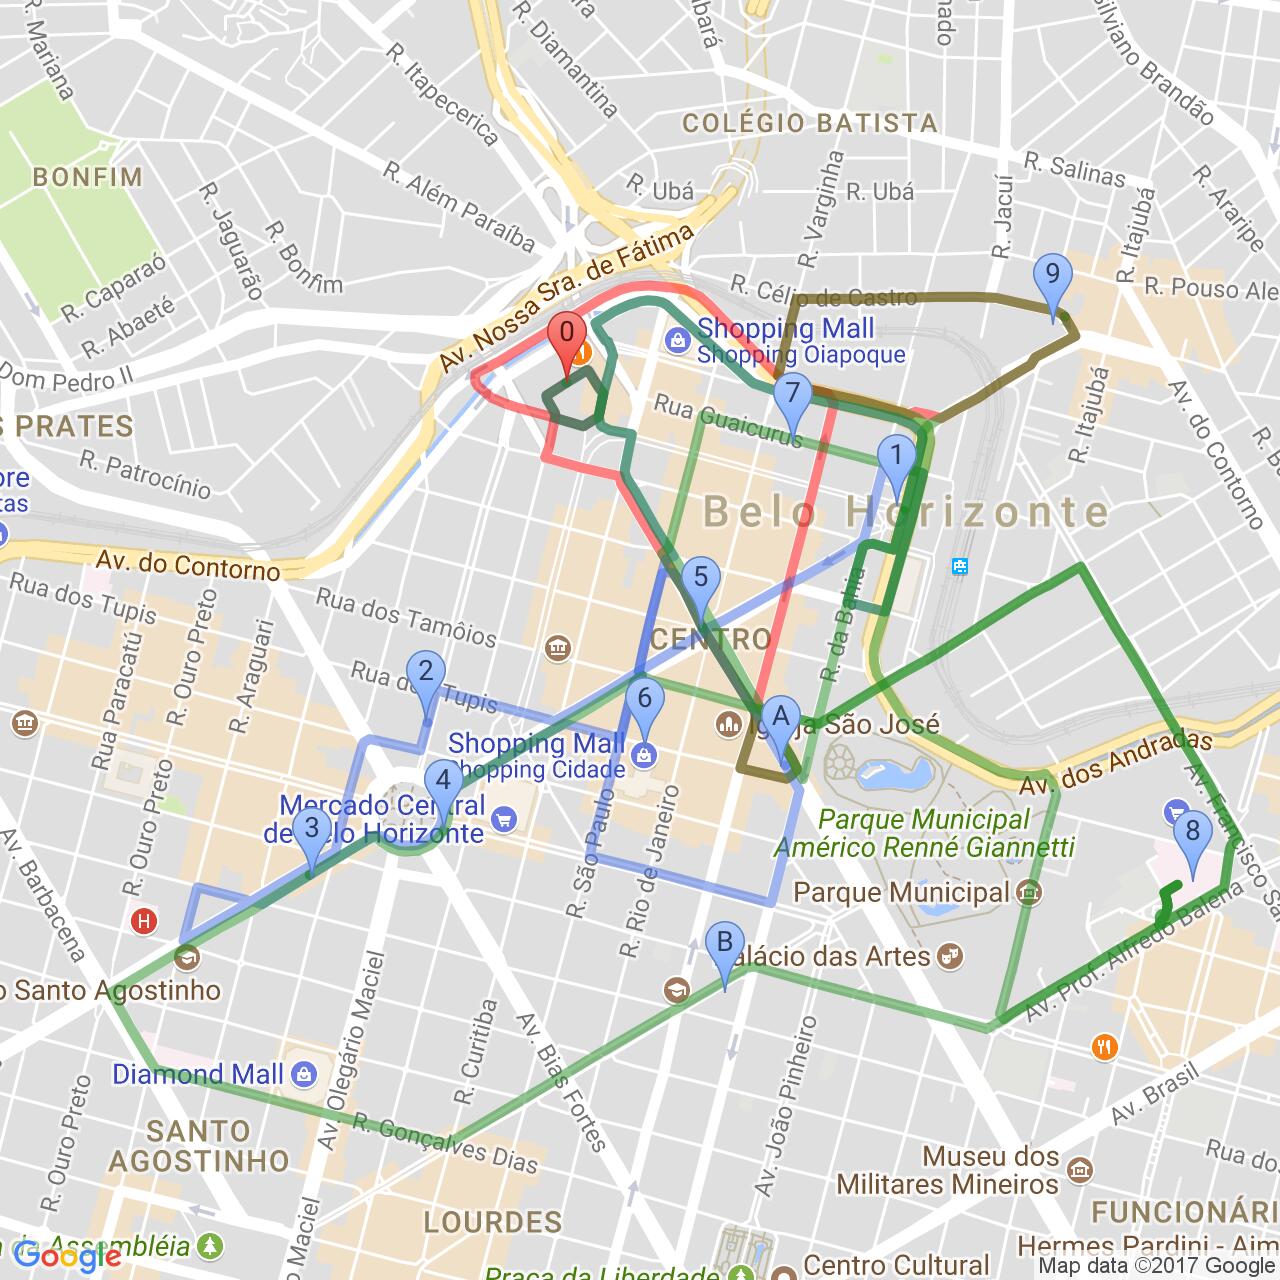 R. Mariana
R. Itapecerica
R. Diamantina
Silviano Brandão
COLÉGIO BATISTA
BONFIM
R. Além Paraíba
R. Ubá
R. Varginha
R. Ubá
R. Jacuí
R. Salinas
R. Araripe
R. Itajubá
R. Jaguarão
R. Bonfim
R. Caparaó
R. Abaeté
Av. Nossa Sra. de Fátima
R. Célio de Castro
R. Pouso Ale
9
0
Shopping Mall
Shopping Oiapoque
Dom Pedro II
7
Rua Guaicurus
R. Itajubá
Av. do Contorno
S PRATES
R. Patrocínio
1
Belo Horizonte
tas
Av. do Contorno
Rua dos Tupis
R. Ouro Preto
R. Paracatú
R. Araguari
Rua dos Tamôios
5
CENTRO
R. da Bahia
2
Rua dos Tupis
6
A
Igreja São José
Shopping Mall
Shopping Cidade
Av. dos Andradas
4
3
Mercado Central
de Belo Horizonte
R. Ouro Preto
Av. Barbacena
R. São Paulo
R. Rio de Janeiro
Parque Municipal
Américo Renné Giannetti
8
Av. Francisco Sa
Parque Municipal
H
B
Palácio das Artes
Av. Prof. Alfredo Balena
o Santo Agostinho
Av. Olegário Maciel
R. Curitiba
Av. Bias Fortes
R. João Pinheiro
Diamond Mall
R. Gonçalves Dias
Av. Brasil
R. Ouro Preto
SANTO
AGOSTINHO
Museu dos
Militares Mineiros
Rua do
LOURDES
FUNCIONÁRI
da Assembléia
Maciel
Hermes Pardini - Aim
Centro Cultural
Praça da Liberdade
Google
Map data ©2017 Google